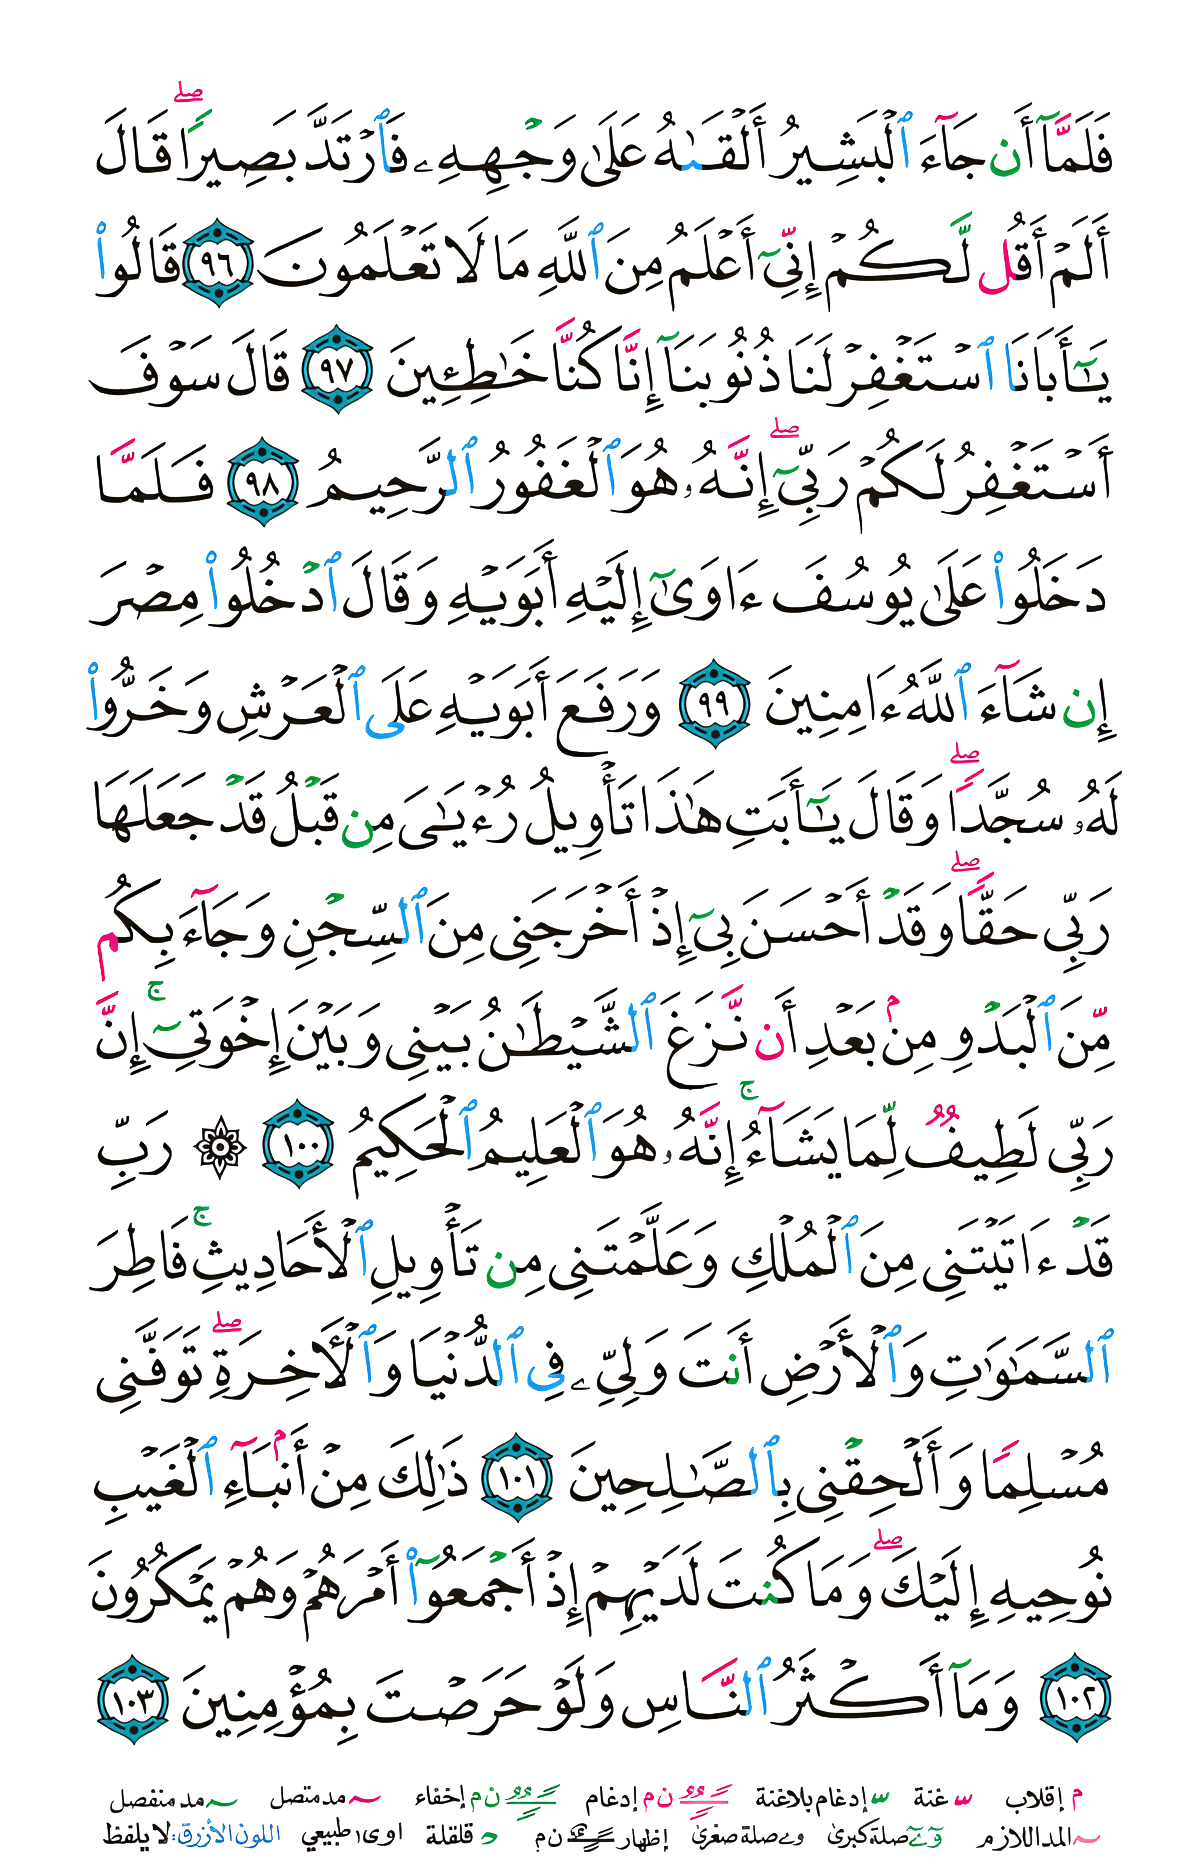 فَلَمَّآ أَن جَآءَ ٱلْبَشِيرُ أَلْقَىٰهُ عَلَىٰ وَجْهِهِۦ فَٱرْتَدَّ بَصِيرًاۖ قَالَ
أَلَمْ أَقُل لَّكُمْ إِنِّىٓ أَعْلَمُ مِنَ ٱللَّهِ مَا لَا تَعْلَمُونَ ٩٦ قَالُوا۟
يَـٰٓأَبَانَا ٱسْتَغْفِرْ لَنَا ذُنُوبَنَآ إِنَّا كُنَّا خَـٰطِـِٔينَ ٩٧ قَالَ سَوْفَ
أَسْتَغْفِرُ لَكُمْ رَبِّىٓۖ إِنَّهُۥ هُوَ ٱلْغَفُورُ ٱلرَّحِيمُ ٩٨ فَلَمَّا
دَخَلُوا۟ عَلَىٰ يُوسُفَ ءَاوَىٰٓ إِلَيْهِ أَبَوَيْهِ وَقَالَ ٱدْخُلُوا۟ مِصْرَ
إِن شَآءَ ٱللَّهُ ءَامِنِينَ ٩٩ وَرَفَعَ أَبَوَيْهِ عَلَى ٱلْعَرْشِ وَخَرُّوا۟
لَهُۥ سُجَّدًاۖ وَقَالَ يَـٰٓأَبَتِ هَـٰذَا تَأْوِيلُ رُءْيَـٰىَ مِن قَبْلُ قَدْ جَعَلَهَا
رَبِّى حَقًّاۖ وَقَدْ أَحْسَنَ بِىٓ إِذْ أَخْرَجَنِى مِنَ ٱلسِّجْنِ وَجَآءَ بِكُم
مِّنَ ٱلْبَدْوِ مِنۢ بَعْدِ أَن نَّزَغَ ٱلشَّيْطَـٰنُ بَيْنِى وَبَيْنَ إِخْوَتِىٓۚ إِنَّ
رَبِّى لَطِيفٌ لِّمَا يَشَآءُۚ إِنَّهُۥ هُوَ ٱلْعَلِيمُ ٱلْحَكِيمُ ١٠٠ ۞ رَبِّ
قَدْ ءَاتَيْتَنِى مِنَ ٱلْمُلْكِ وَعَلَّمْتَنِى مِن تَأْوِيلِ ٱلْأَحَادِيثِۚ فَاطِرَ
ٱلسَّمَـٰوَٰتِ وَٱلْأَرْضِ أَنتَ وَلِىِّۦ فِى ٱلدُّنْيَا وَٱلْـَٔاخِرَةِۖ تَوَفَّنِى
مُسْلِمًا وَأَلْحِقْنِى بِٱلصَّـٰلِحِينَ ١٠١ ذَٰلِكَ مِنْ أَنۢبَآءِ ٱلْغَيْبِ
نُوحِيهِ إِلَيْكَۖ وَمَا كُنتَ لَدَيْهِمْ إِذْ أَجْمَعُوٓا۟ أَمْرَهُمْ وَهُمْ يَمْكُرُونَ
١٠٢ وَمَآ أَكْثَرُ ٱلنَّاسِ وَلَوْ حَرَصْتَ بِمُؤْمِنِينَ ١٠٣
م إقلاب غنة إدغام بلاغنة ن م إدغام ن م إخفاء مد متصل مد منفصل
المد اللازم صلة كبرى وے صلة صغرى إظهار ن م قلقلة اوى طبيعي اللون الأزرق: لا يلفظ